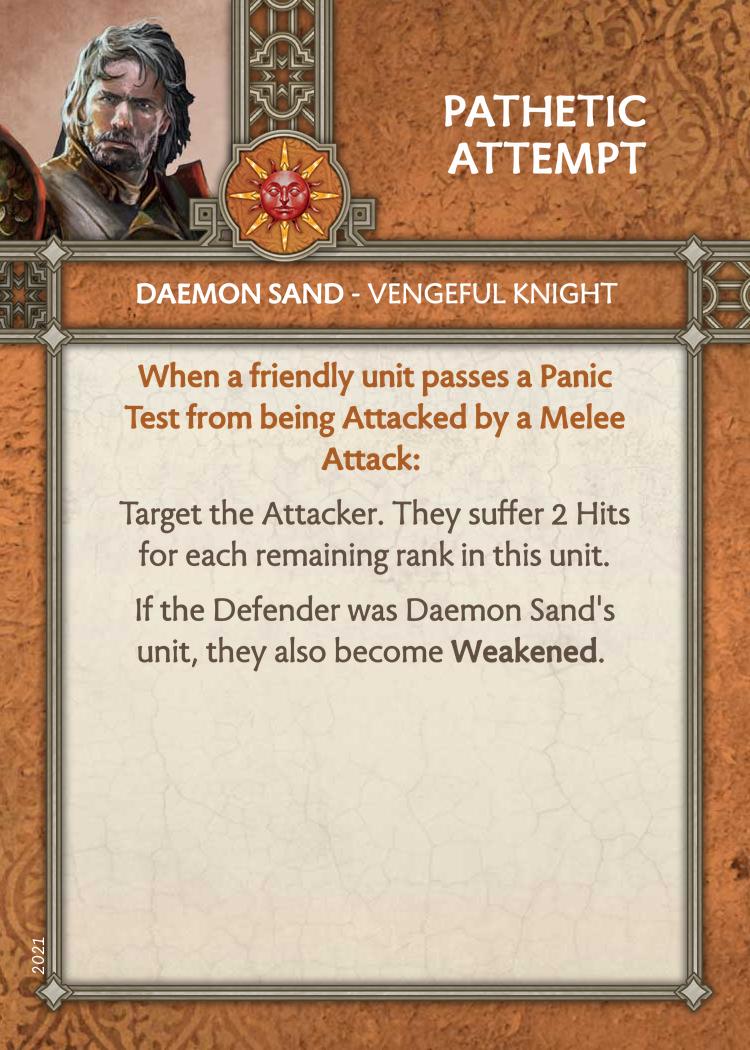 PATHETIC
ATTEMPT
DAEMON SAND - VENGEFUL KNIGHT
When a friendly unit passes a Panic
Test from being Attacked by a Melee
Attack:
Target the Attacker. They suffer 2 Hits
for each remaining rank in this unit.
If the Defender was Daemon Sand's
unit, they also become Weakened.
2021